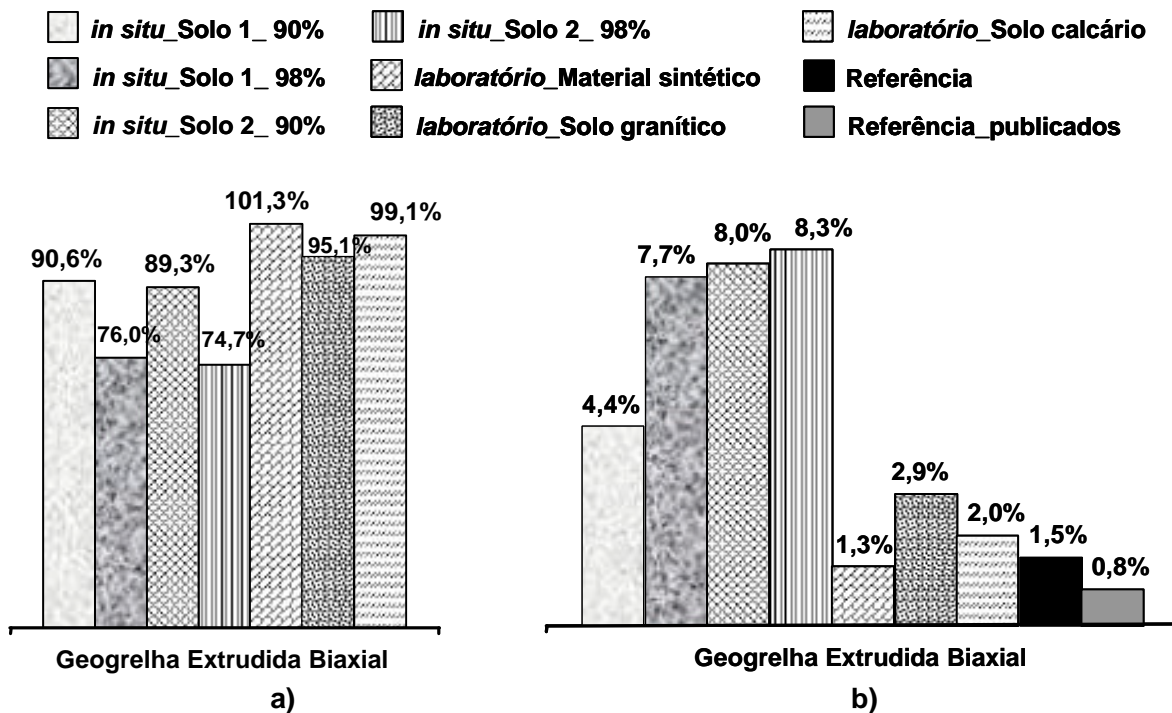 in situ_Solo 1_ 90%
in situ_Solo 2_ 98%
laboratório_Solo calcário
in situ_Solo 1_ 98%
laboratório_Material sintético
Referência
in situ_Solo 2_ 90%
laboratório_Solo granítico
Referência_publicados
90,6%
76,0%
89,3%
74,7%
101,3%
95,1%
99,1%
Geogrelha Extrudida Biaxial
a)
4,4%
7,7%
8,0%
8,3%
1,3%
2,9%
2,0%
1,5%
0,8%
Geogrelha Extrudida Biaxial
b)